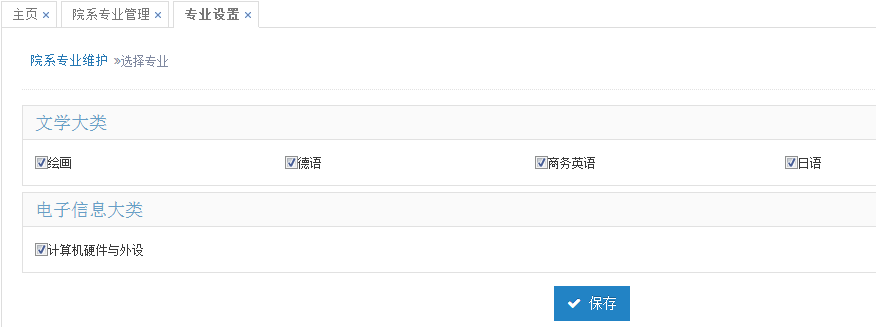 主页 × 院系专业管理 × 专业设置 ×
院系专业维护 »选择专业
文学大类
绘画 德语 商务英语 日语
电子信息大类
计算机硬件与外设
保存